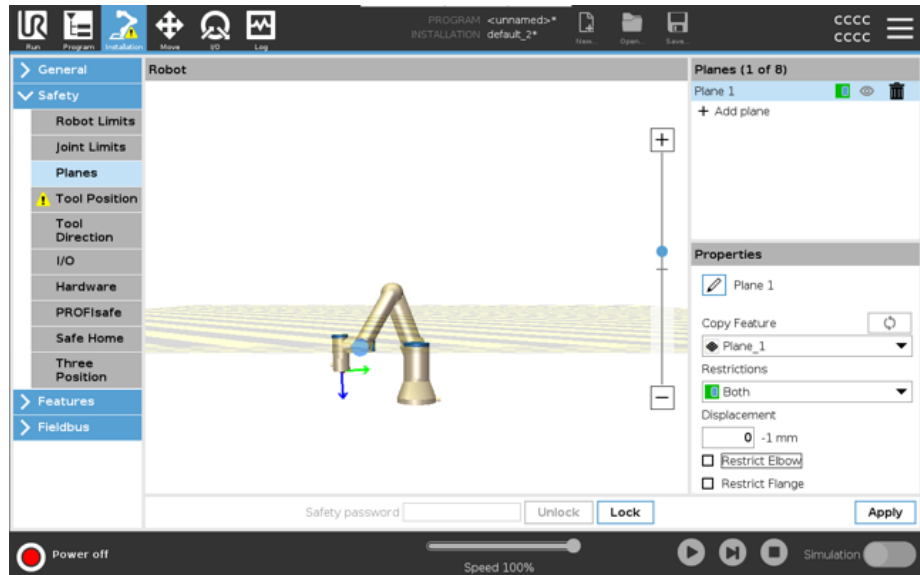 PROGRAM <unnamed>*
INSTALLATION default_2*
UR
Run
Program
Installation
Move
I/O
Log
New...
Open...
Save...
CCCC
CCCC
General
Safety
Robot Limits
Joint Limits
Planes
Tool Position
Tool
Direction
I/O
Hardware
PROFIsafe
Safe Home
Three
Position
Features
Fieldbus
Robot
Safety password
Unlock
Lock
Planes (1 of 8)
Plane 1
+ Add plane
Properties
Plane 1
Copy Feature
Plane_1
Restrictions
Both
Displacement
0 -1 mm
Restrict Elbow
Restrict Flange
Apply
Power off
Speed 100%
Simulation